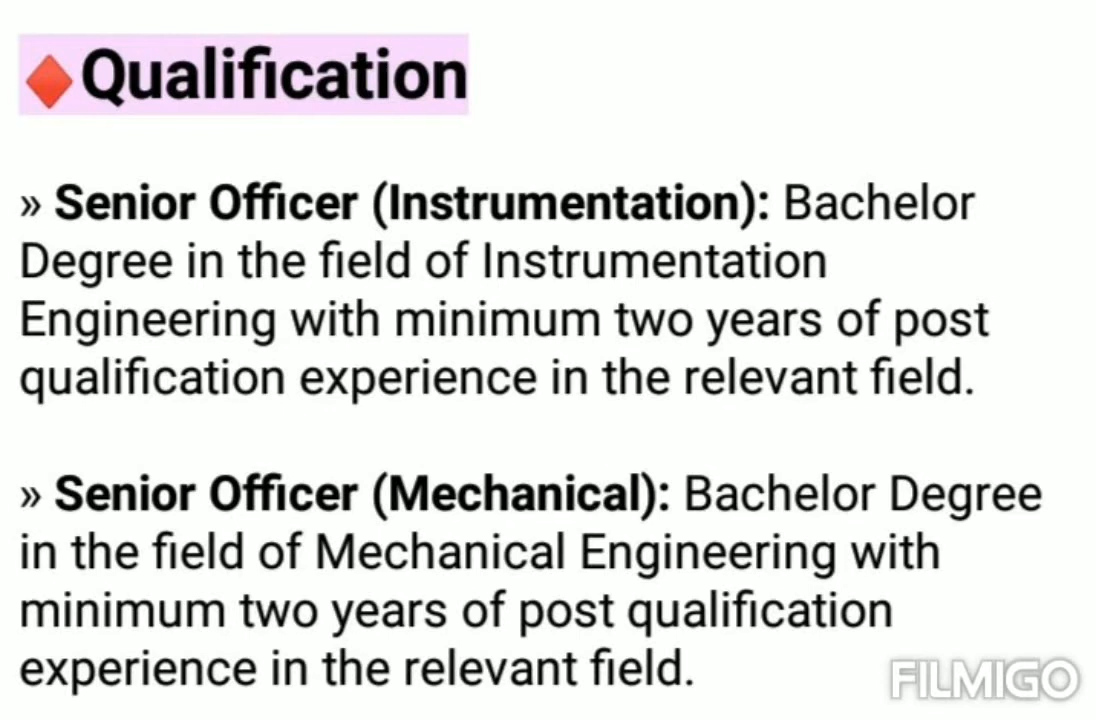 ♦Qualification
» Senior Officer (Instrumentation): Bachelor
Degree in the field of Instrumentation
Engineering with minimum two years of post
qualification experience in the relevant field.
» Senior Officer (Mechanical): Bachelor Degree
in the field of Mechanical Engineering with
minimum two years of post qualification
experience in the relevant field.
FILMIGO